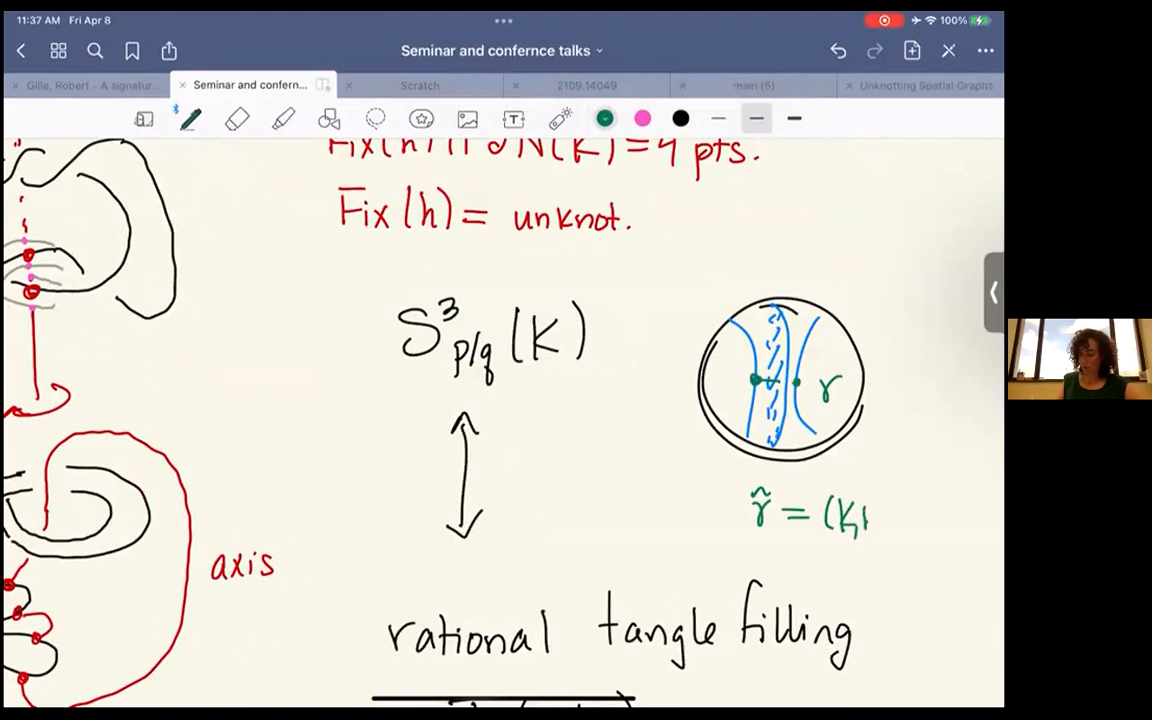 11:37 AM Fri Apr 8
100%
Seminar and confernce talks
Gille, Robert - A signatur...
Seminar and confern...
Scratch
2109.14049
main (6)
Unknotting Spatial Graphs
Fix(h) ∩ ∂N(K) = 4 pts.
Fix(h) = unknot.
S³p/q (K)
γ
γ̂ = (K,
axis
rational tangle filling